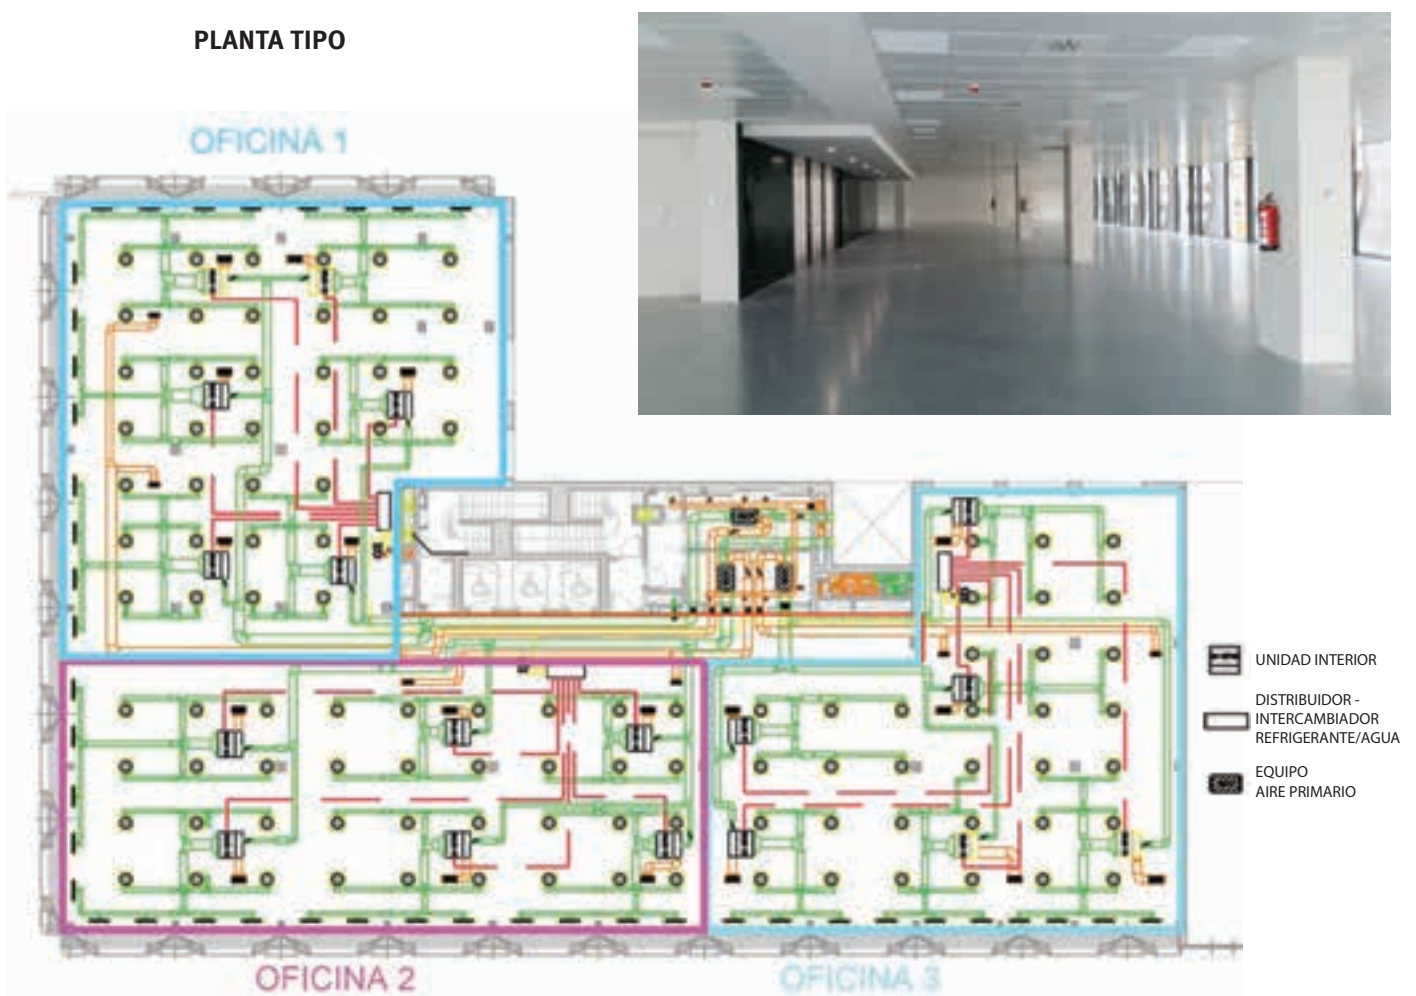 PLANTA TIPO
OFICINA 1
UNIDAD INTERIOR
DISTRIBUIDOR -
INTERCAMBIADOR
REFRIGERANTE/AGUA
EQUIPO
AIRE PRIMARIO
OFICINA 2
OFICINA 3